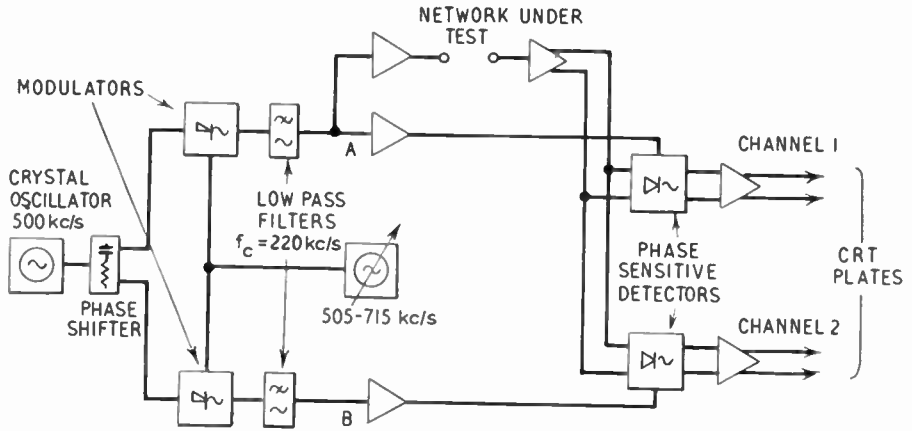 NETWORK UNDER
TEST
MODULATORS
A
CHANNEL 1
CRYSTAL
OSCILLATOR
500 kc/s
LOW PASS
FILTERS
fc = 220 kc/s
PHASE
SENSITIVE
DETECTORS
CRT
PLATES
PHASE
SHIFTER
505-715 kc/s
CHANNEL 2
B